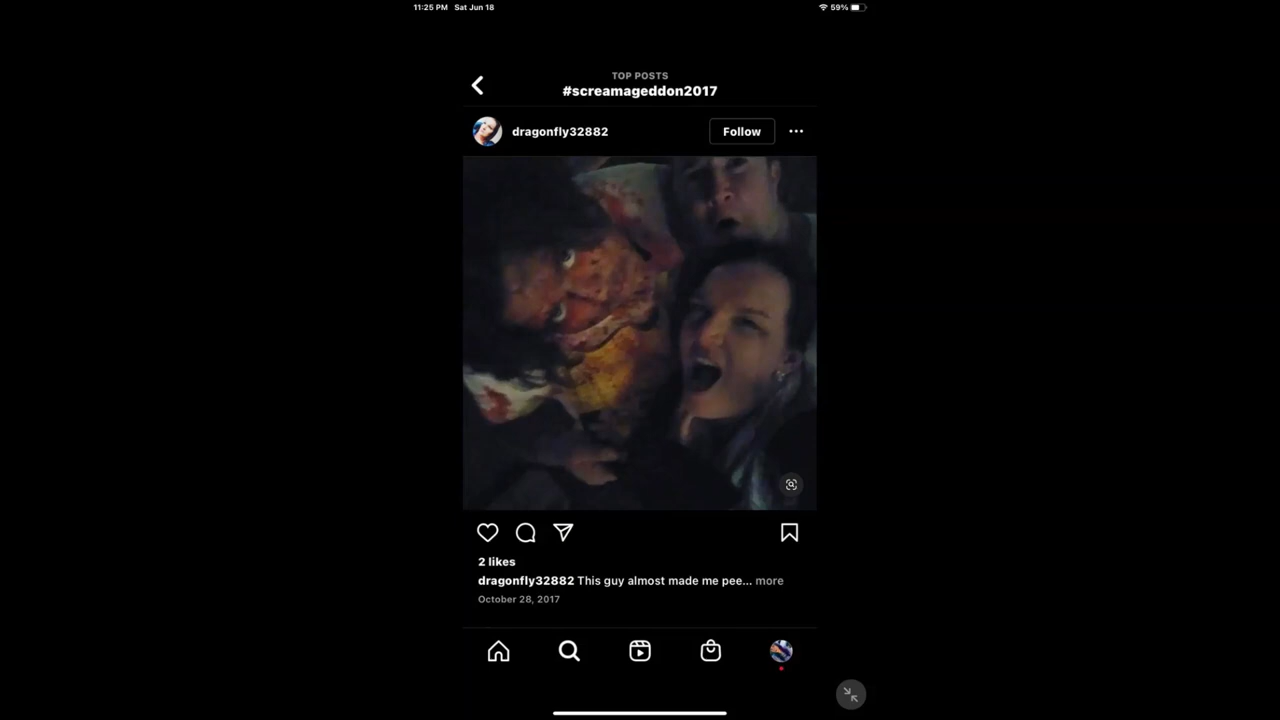 11:25 PM Sat Jun 18
59%
TOP POSTS
#screamageddon2017
dragonfly32882
Follow
2 likes
dragonfly32882 This guy almost made me pee... more
October 28, 2017